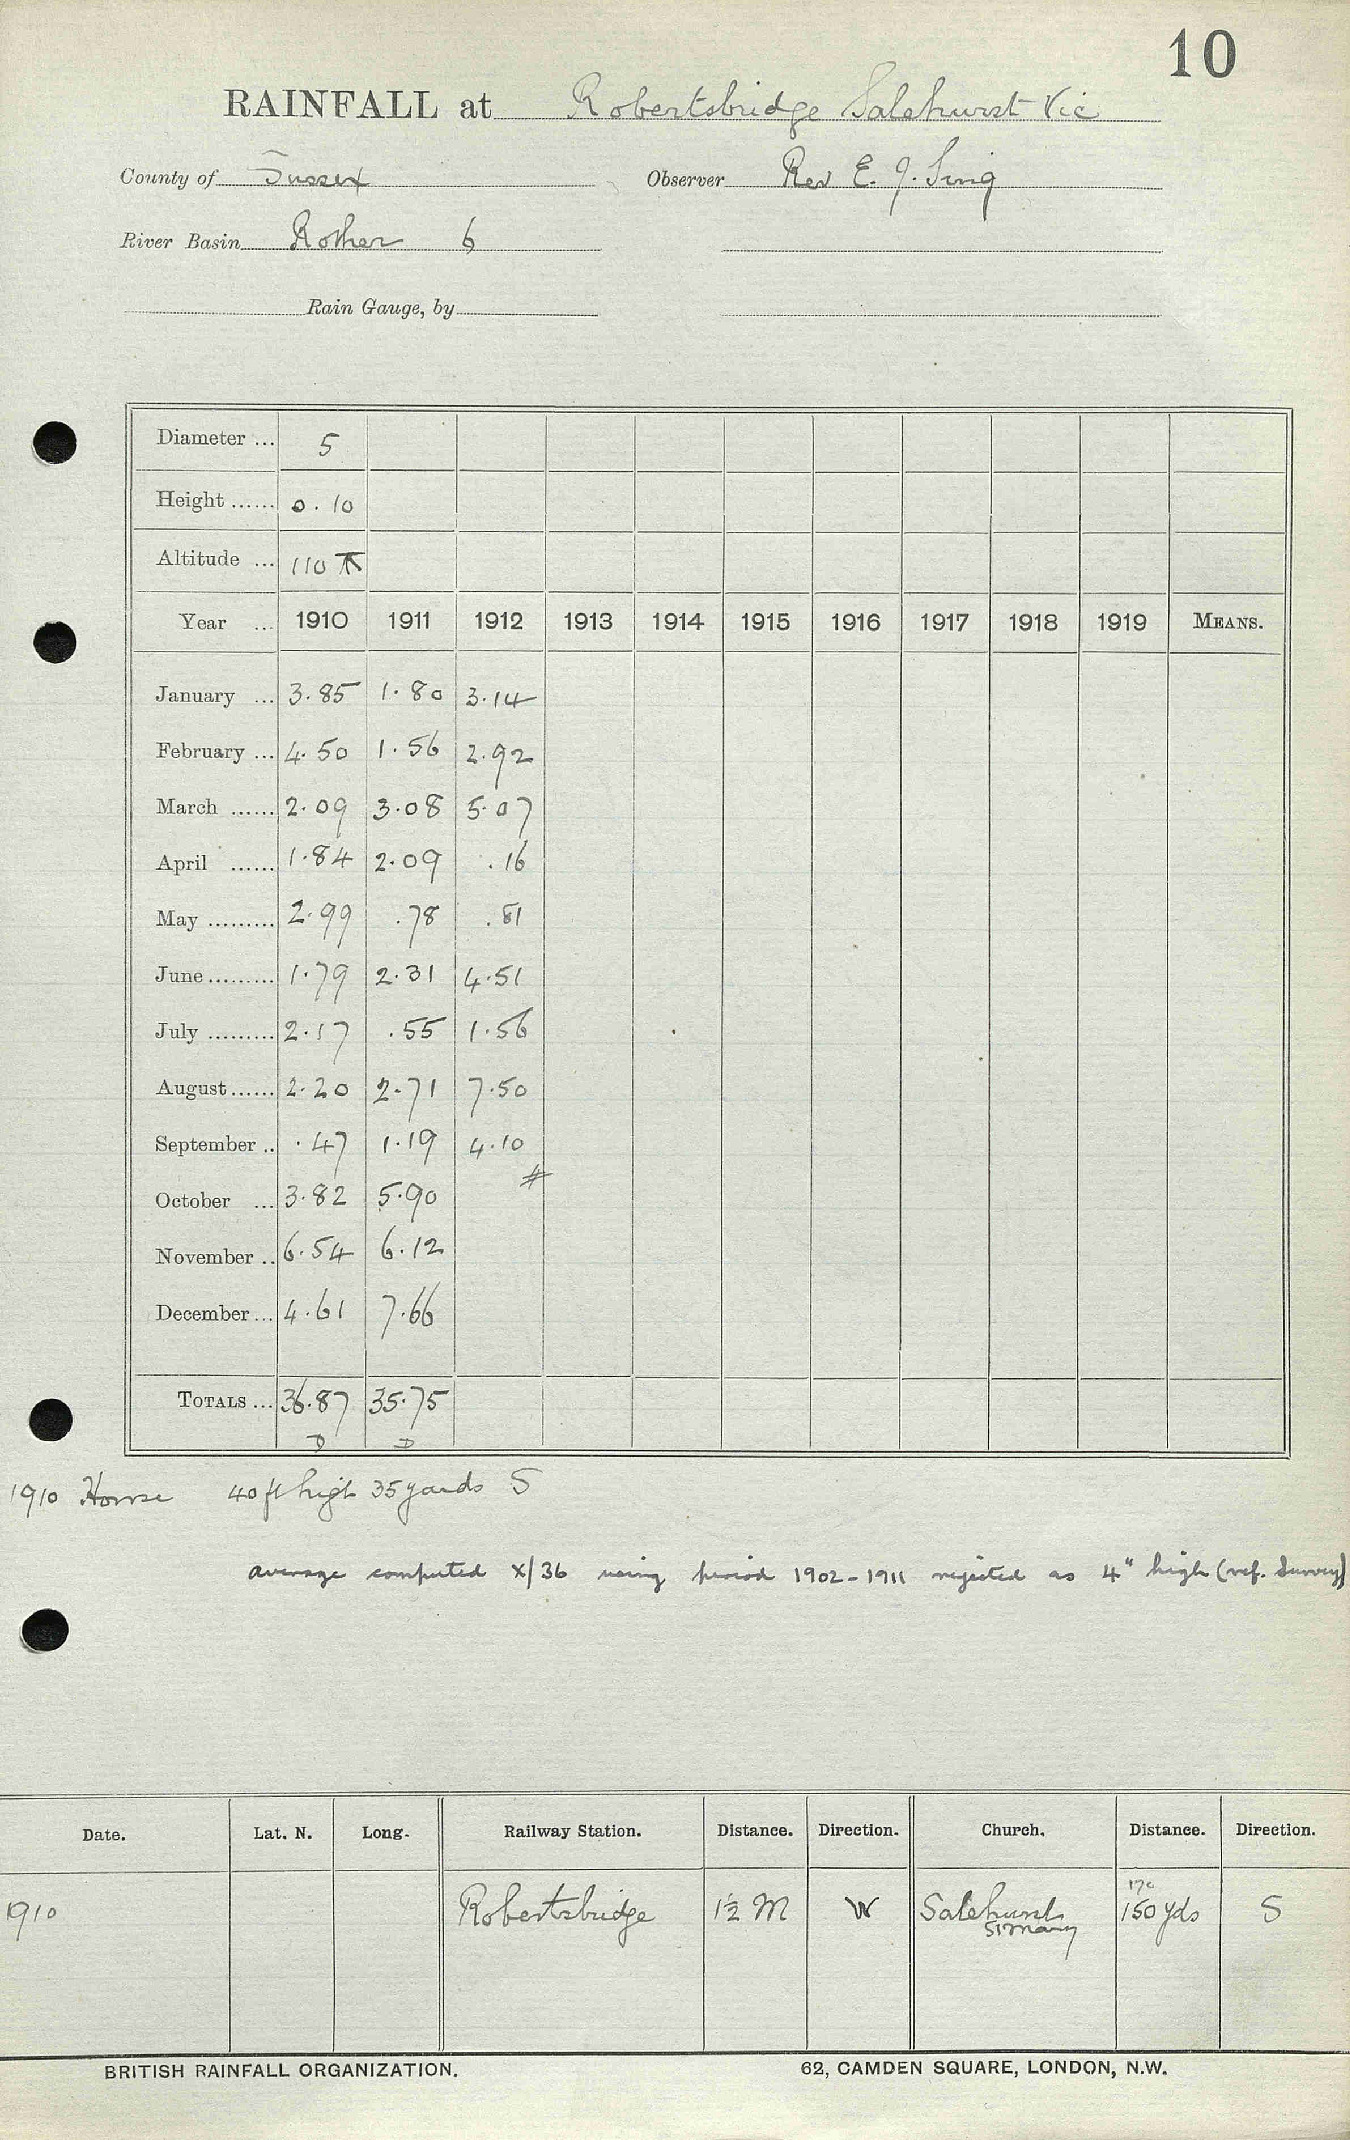 10
RAINFALL at Robertsbridge Salehurst Vic
County of Sussex Observer Rev E. J. Sing
River Basin Rother 6
Rain Gauge, by
Diameter ... 5
Height ...... 0.10
Altitude ... 110
Year ... 1910 1911 1912 1913 1914 1915 1916 1917 1918 1919 MEANS.
January ... 3.85 1.80 3.14
February ... 4.50 1.56 2.92
March ...... 2.09 3.08 5.07
April ...... 1.84 2.09 .16
May ......... 2.99 .78 .81
June ......... 1.79 2.31 4.51
July ......... 2.17 .55 1.56
August ...... 2.20 2.71 7.50
September .. .47 1.19 4.10
#
October ... 3.82 5.90
November .. 6.54 6.12
December ... 4.61 7.66
TOTALS ... 36.87 35.75
D D
1910 House 40 ft high 35 yards S
average computed X/36 using period 1902-1911 rejected as 4" high (ref. Survey)
Date. Lat. N. Long. Railway Station. Distance. Direction. Church. Distance. Direction.
170
1910 Robertsbridge 1½ M W Salehurst 150 yds S
St Mary
BRITISH RAINFALL ORGANIZATION. 62, CAMDEN SQUARE, LONDON, N.W.